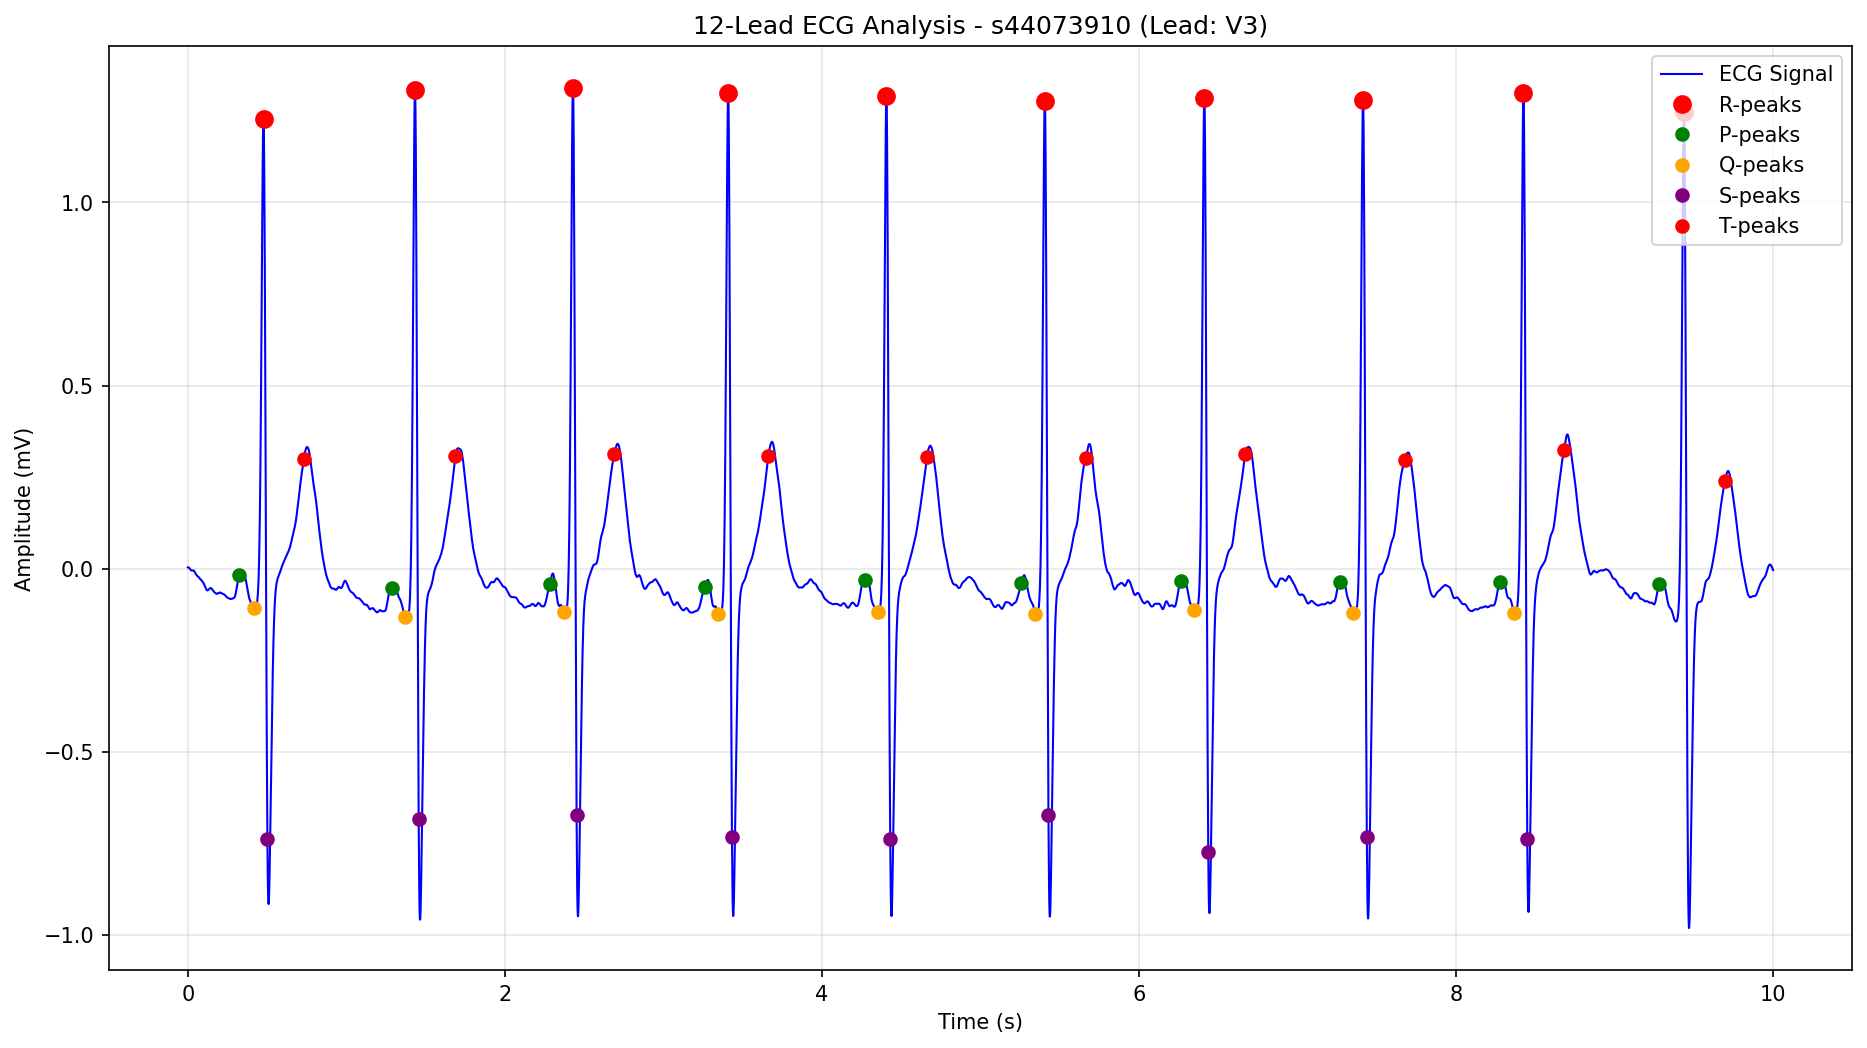 12-Lead ECG Analysis - s44073910 (Lead: V3)
ECG Signal
R-peaks
P-peaks
Q-peaks
S-peaks
T-peaks
Amplitude (mV)
1.0
0.5
0.0
−0.5
−1.0
0 2 4 6 8 10
Time (s)